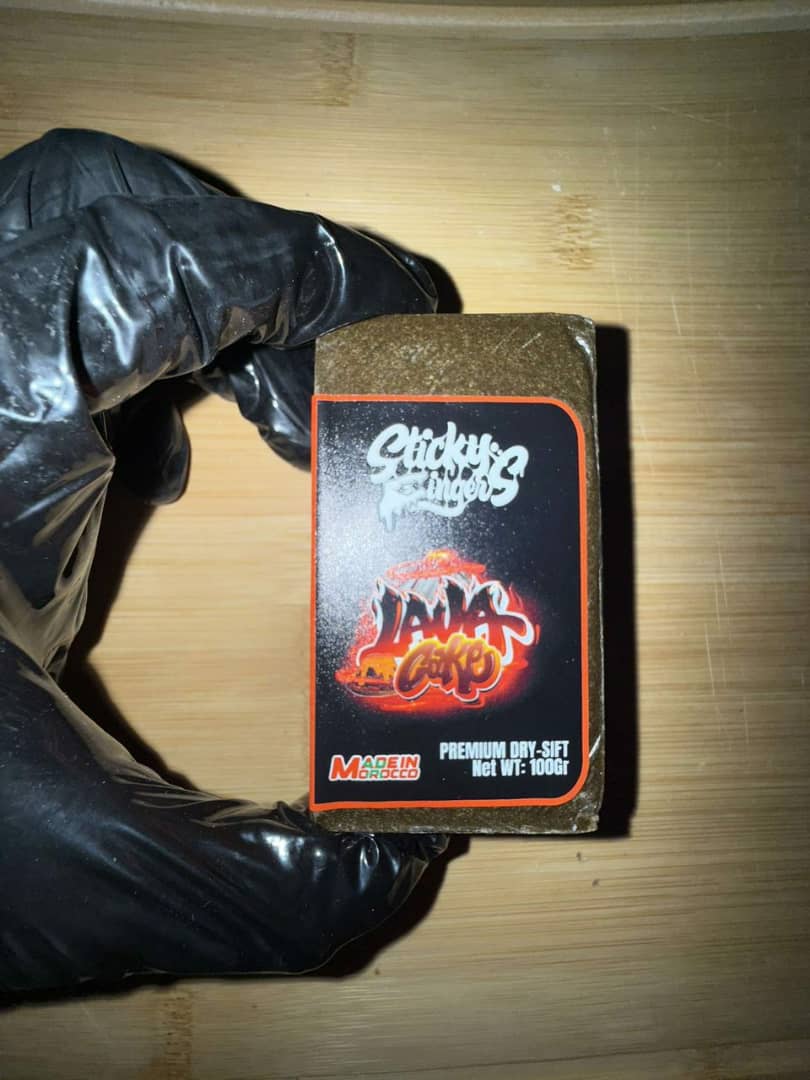 Sticky
FingerS
LAVA
Cake
MADE IN
MOROCCO
PREMIUM DRY-SIFT
Net WT: 100Gr